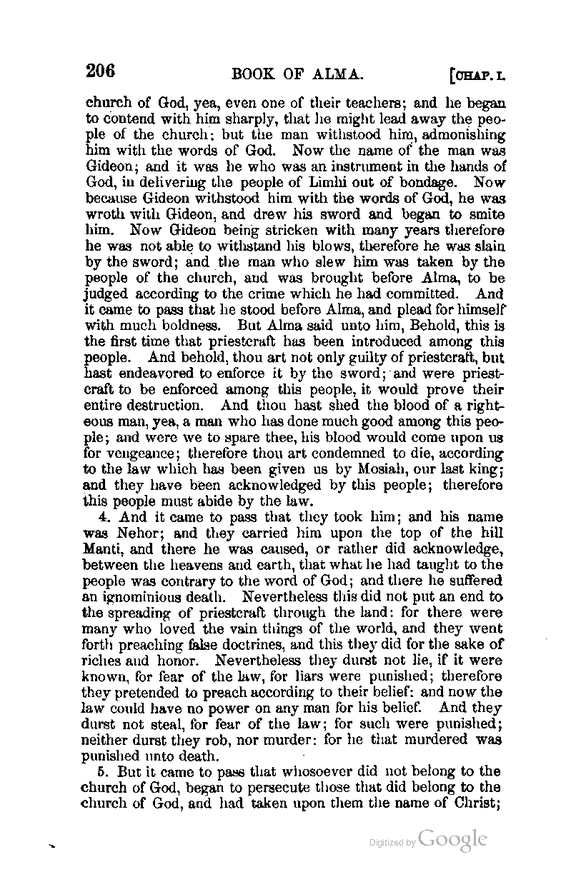 206 BOOK OF ALMA. [CHAP. I.
church of God, yea, even one of their teachers; and he began
to contend with him sharply, that he might lead away the peo-
ple of the church; but the man withstood him, admonishing
him with the words of God. Now the name of the man was
Gideon; and it was he who was an instrument in the hands of
God, in delivering the people of Limhi out of bondage. Now
because Gideon withstood him with the words of God, he was
wroth with Gideon, and drew his sword and began to smite
him. Now Gideon being stricken with many years therefore
he was not able to withstand his blows, therefore he was slain
by the sword; and the man who slew him was taken by the
people of the church, and was brought before Alma, to be
judged according to the crime which he had committed. And
it came to pass that he stood before Alma, and plead for himself
with much boldness. But Alma said unto him, Behold, this is
the first time that priestcraft has been introduced among this
people. And behold, thou art not only guilty of priestcraft, but
hast endeavored to enforce it by the sword; and were priest-
craft to be enforced among this people, it would prove their
entire destruction. And thou hast shed the blood of a right-
eous man, yea, a man who has done much good among this peo-
ple; and were we to spare thee, his blood would come upon us
for vengeance; therefore thou art condemned to die, according
to the law which has been given us by Mosiah, our last king;
and they have been acknowledged by this people; therefore
this people must abide by the law.
4. And it came to pass that they took him; and his name
was Nehor; and they carried him upon the top of the hill
Manti, and there he was caused, or rather did acknowledge,
between the heavens and earth, that what he had taught to the
people was contrary to the word of God; and there he suffered
an ignominious death. Nevertheless this did not put an end to
the spreading of priestcraft through the land: for there were
many who loved the vain things of the world, and they went
forth preaching false doctrines, and this they did for the sake of
riches and honor. Nevertheless they durst not lie, if it were
known, for fear of the law, for liars were punished; therefore
they pretended to preach according to their belief: and now the
law could have no power on any man for his belief. And they
durst not steal, for fear of the law; for such were punished;
neither durst they rob, nor murder: for he that murdered was
punished unto death.
5. But it came to pass that whosoever did not belong to the
church of God, began to persecute those that did belong to the
church of God, and had taken upon them the name of Christ;
Digitized by Google